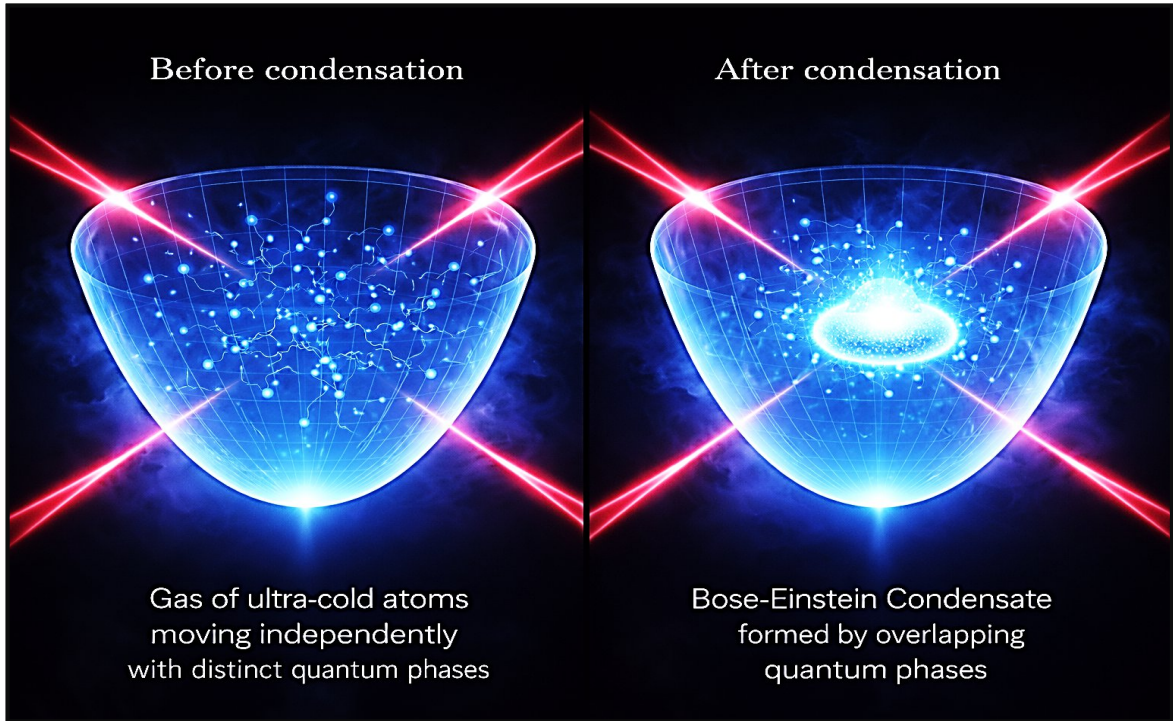 Before condensation
After condensation
Gas of ultra-cold atoms
moving independently
with distinct quantum phases
Bose-Einstein Condensate
formed by overlapping
quantum phases